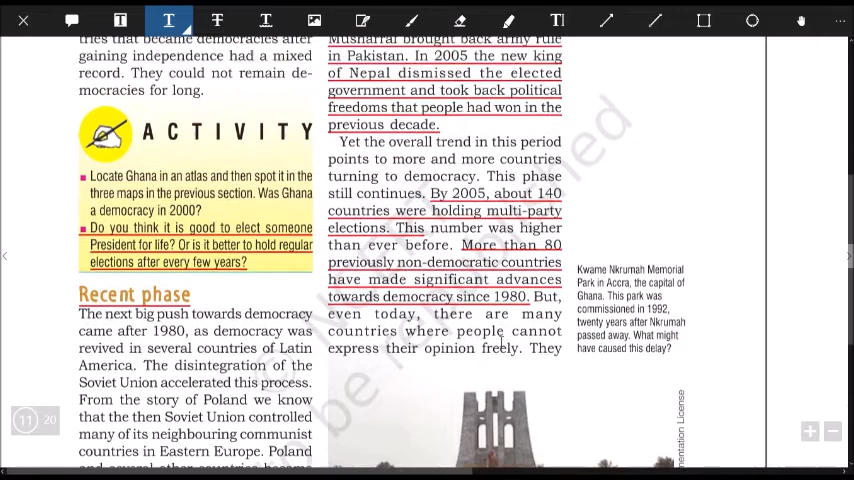 tries that became democracies after
gaining independence had a mixed
record. They could not remain de-
mocracies for long.
ACTIVITY
Locate Ghana in an atlas and then spot it in the
three maps in the previous section. Was Ghana
a democracy in 2000?
Do you think it is good to elect someone
President for life? Or is it better to hold regular
elections after every few years?
Recent phase
The next big push towards democracy
came after 1980, as democracy was
revived in several countries of Latin
America. The disintegration of the
Soviet Union accelerated this process.
From the story of Poland we know
that the then Soviet Union controlled
many of its neighbouring communist
countries in Eastern Europe. Poland
and several other countries became
Musharraf brought back army rule
in Pakistan. In 2005 the new king
of Nepal dismissed the elected
government and took back political
freedoms that people had won in the
previous decade.
Yet the overall trend in this period
points to more and more countries
turning to democracy. This phase
still continues. By 2005, about 140
countries were holding multi-party
elections. This number was higher
than ever before. More than 80
previously non-democratic countries
have made significant advances
towards democracy since 1980. But,
even today, there are many
countries where people cannot
express their opinion freely. They
Kwame Nkrumah Memorial
Park in Accra, the capital of
Ghana. This park was
commissioned in 1992,
twenty years after Nkrumah
passed away. What might
have caused this delay?
mentation License
11 20